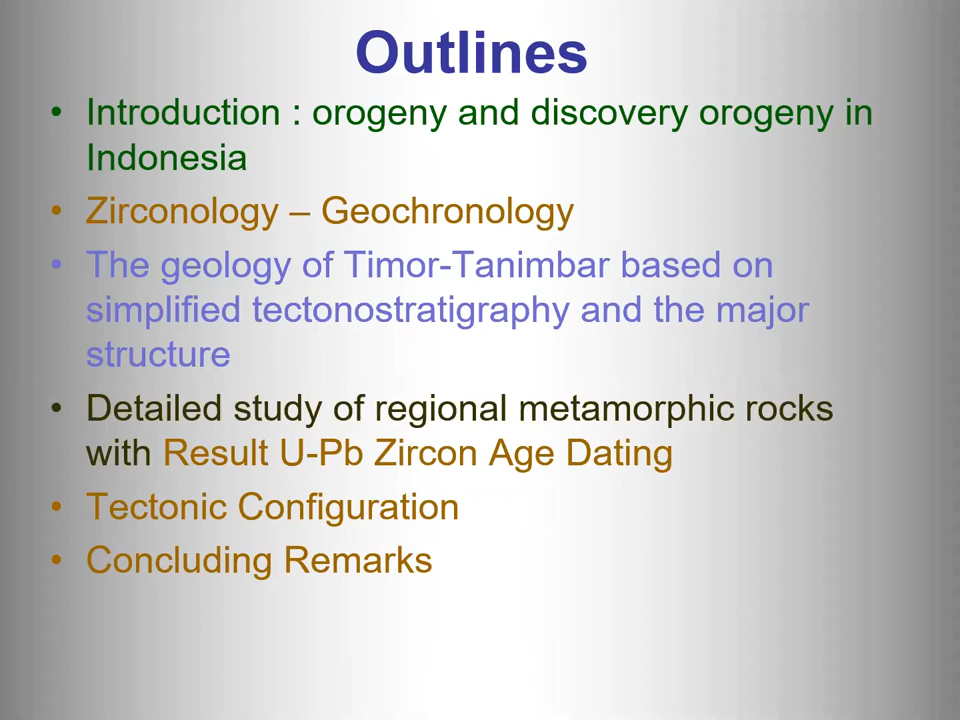 Outlines
• Introduction : orogeny and discovery orogeny in
Indonesia
• Zirconology – Geochronology
• The geology of Timor-Tanimbar based on
simplified tectonostratigraphy and the major
structure
• Detailed study of regional metamorphic rocks
with Result U-Pb Zircon Age Dating
• Tectonic Configuration
• Concluding Remarks